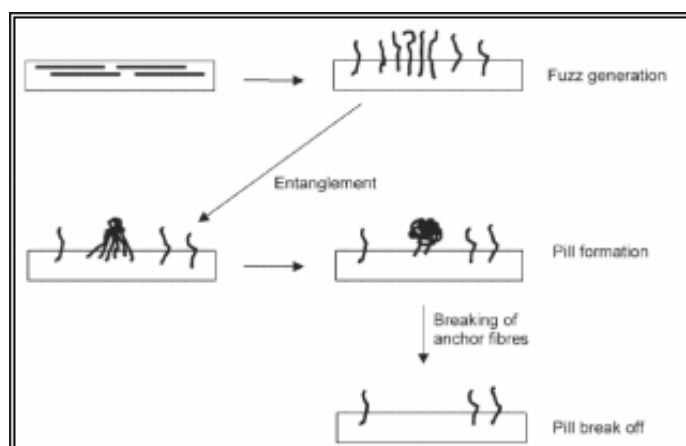 Fuzz generation
Entanglement
Pill formation
Breaking of
anchor fibres
Pill break off